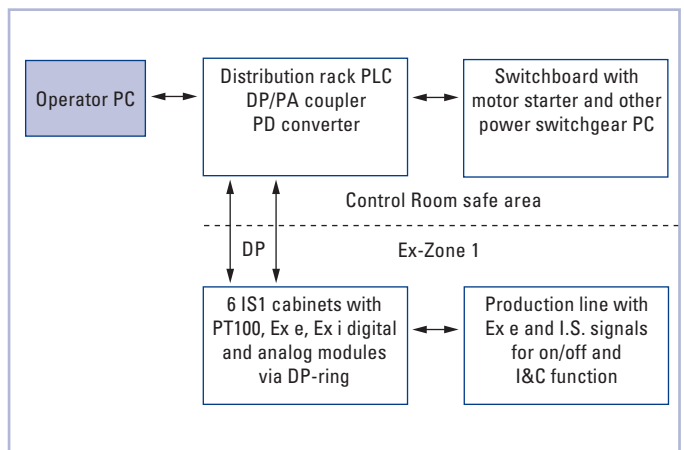 Operator PC
Distribution rack PLC
DP/PA coupler
PD converter
Switchboard with
motor starter and other
power switchgear PC
Control Room safe area
DP
Ex-Zone 1
6 IS1 cabinets with
PT100, Ex e, Ex i digital
and analog modules
via DP-ring
Production line with
Ex e and I.S. signals
for on/off and
I&C function